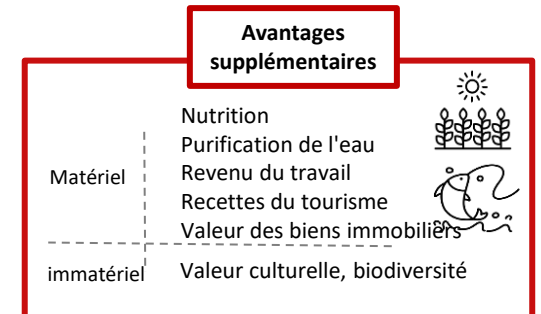 Avantages
supplémentaires
Nutrition
Purification de l'eau
Matériel
Revenu du travail
Recettes du tourisme
Valeur des biens immobiliers
immatériel
Valeur culturelle, biodiversité